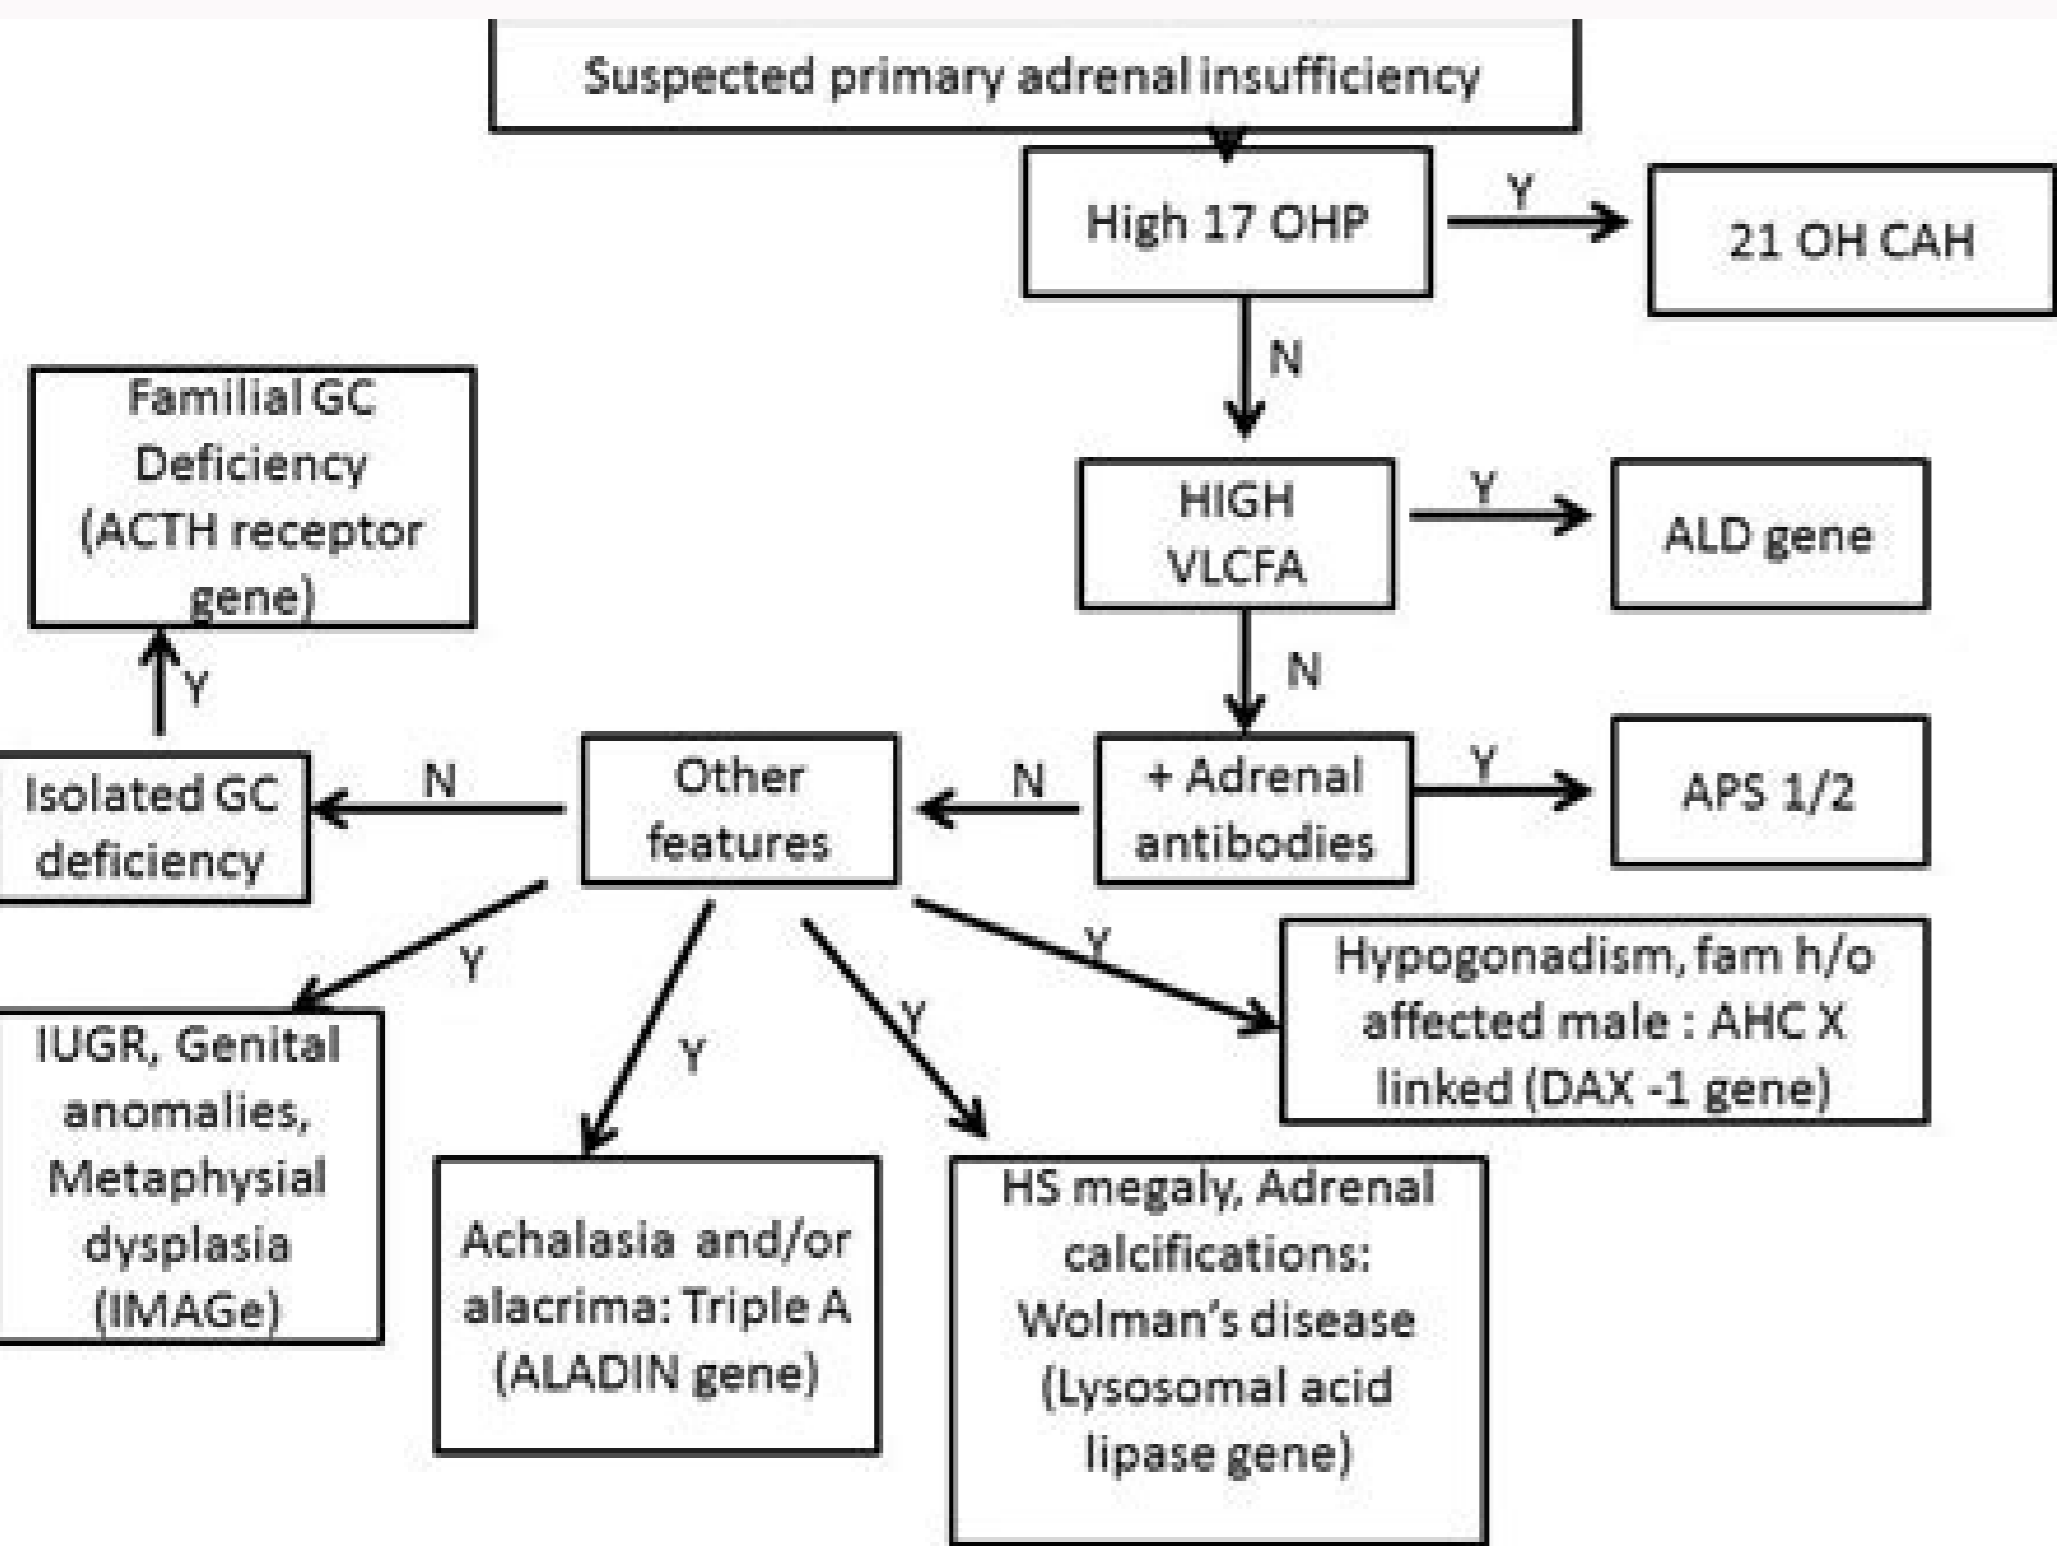 Suspected primary adrenal insufficiency
High 17 OHP
Y
21 OH CAH
N
Familial GC
Deficiency
(ACTH receptor
gene)
HIGH
VLCFA
Y
ALD gene
N
Y
Isolated GC
deficiency
N
Other
features
N
+ Adrenal
antibodies
Y
APS 1/2
Y
Y
Y
Y
Hypogonadism, fam h/o
affected male : AHC X
linked (DAX -1 gene)
IUGR, Genital
anomalies,
Metaphysial
dysplasia
(IMAGe)
Achalasia and/or
alacrima: Triple A
(ALADIN gene)
HS megaly, Adrenal
calcifications:
Wolman's disease
(Lysosomal acid
lipase gene)